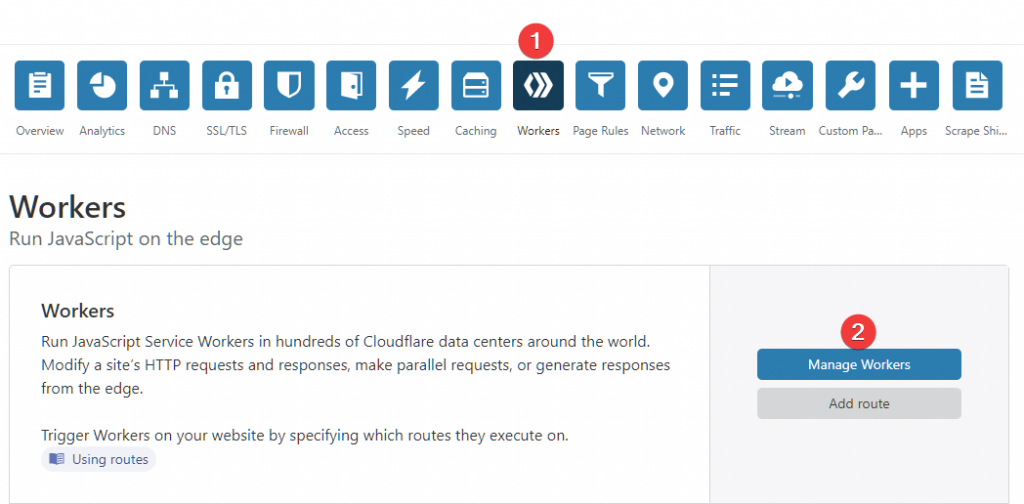 1
Overview Analytics DNS SSL/TLS Firewall Access Speed Caching Workers Page Rules Network Traffic Stream Custom Pa... Apps Scrape Shi...
Workers
Run JavaScript on the edge
Workers
Run JavaScript Service Workers in hundreds of Cloudflare data centers around the world.
Modify a site's HTTP requests and responses, make parallel requests, or generate responses
from the edge.
Trigger Workers on your website by specifying which routes they execute on.
Using routes
2
Manage Workers
Add route